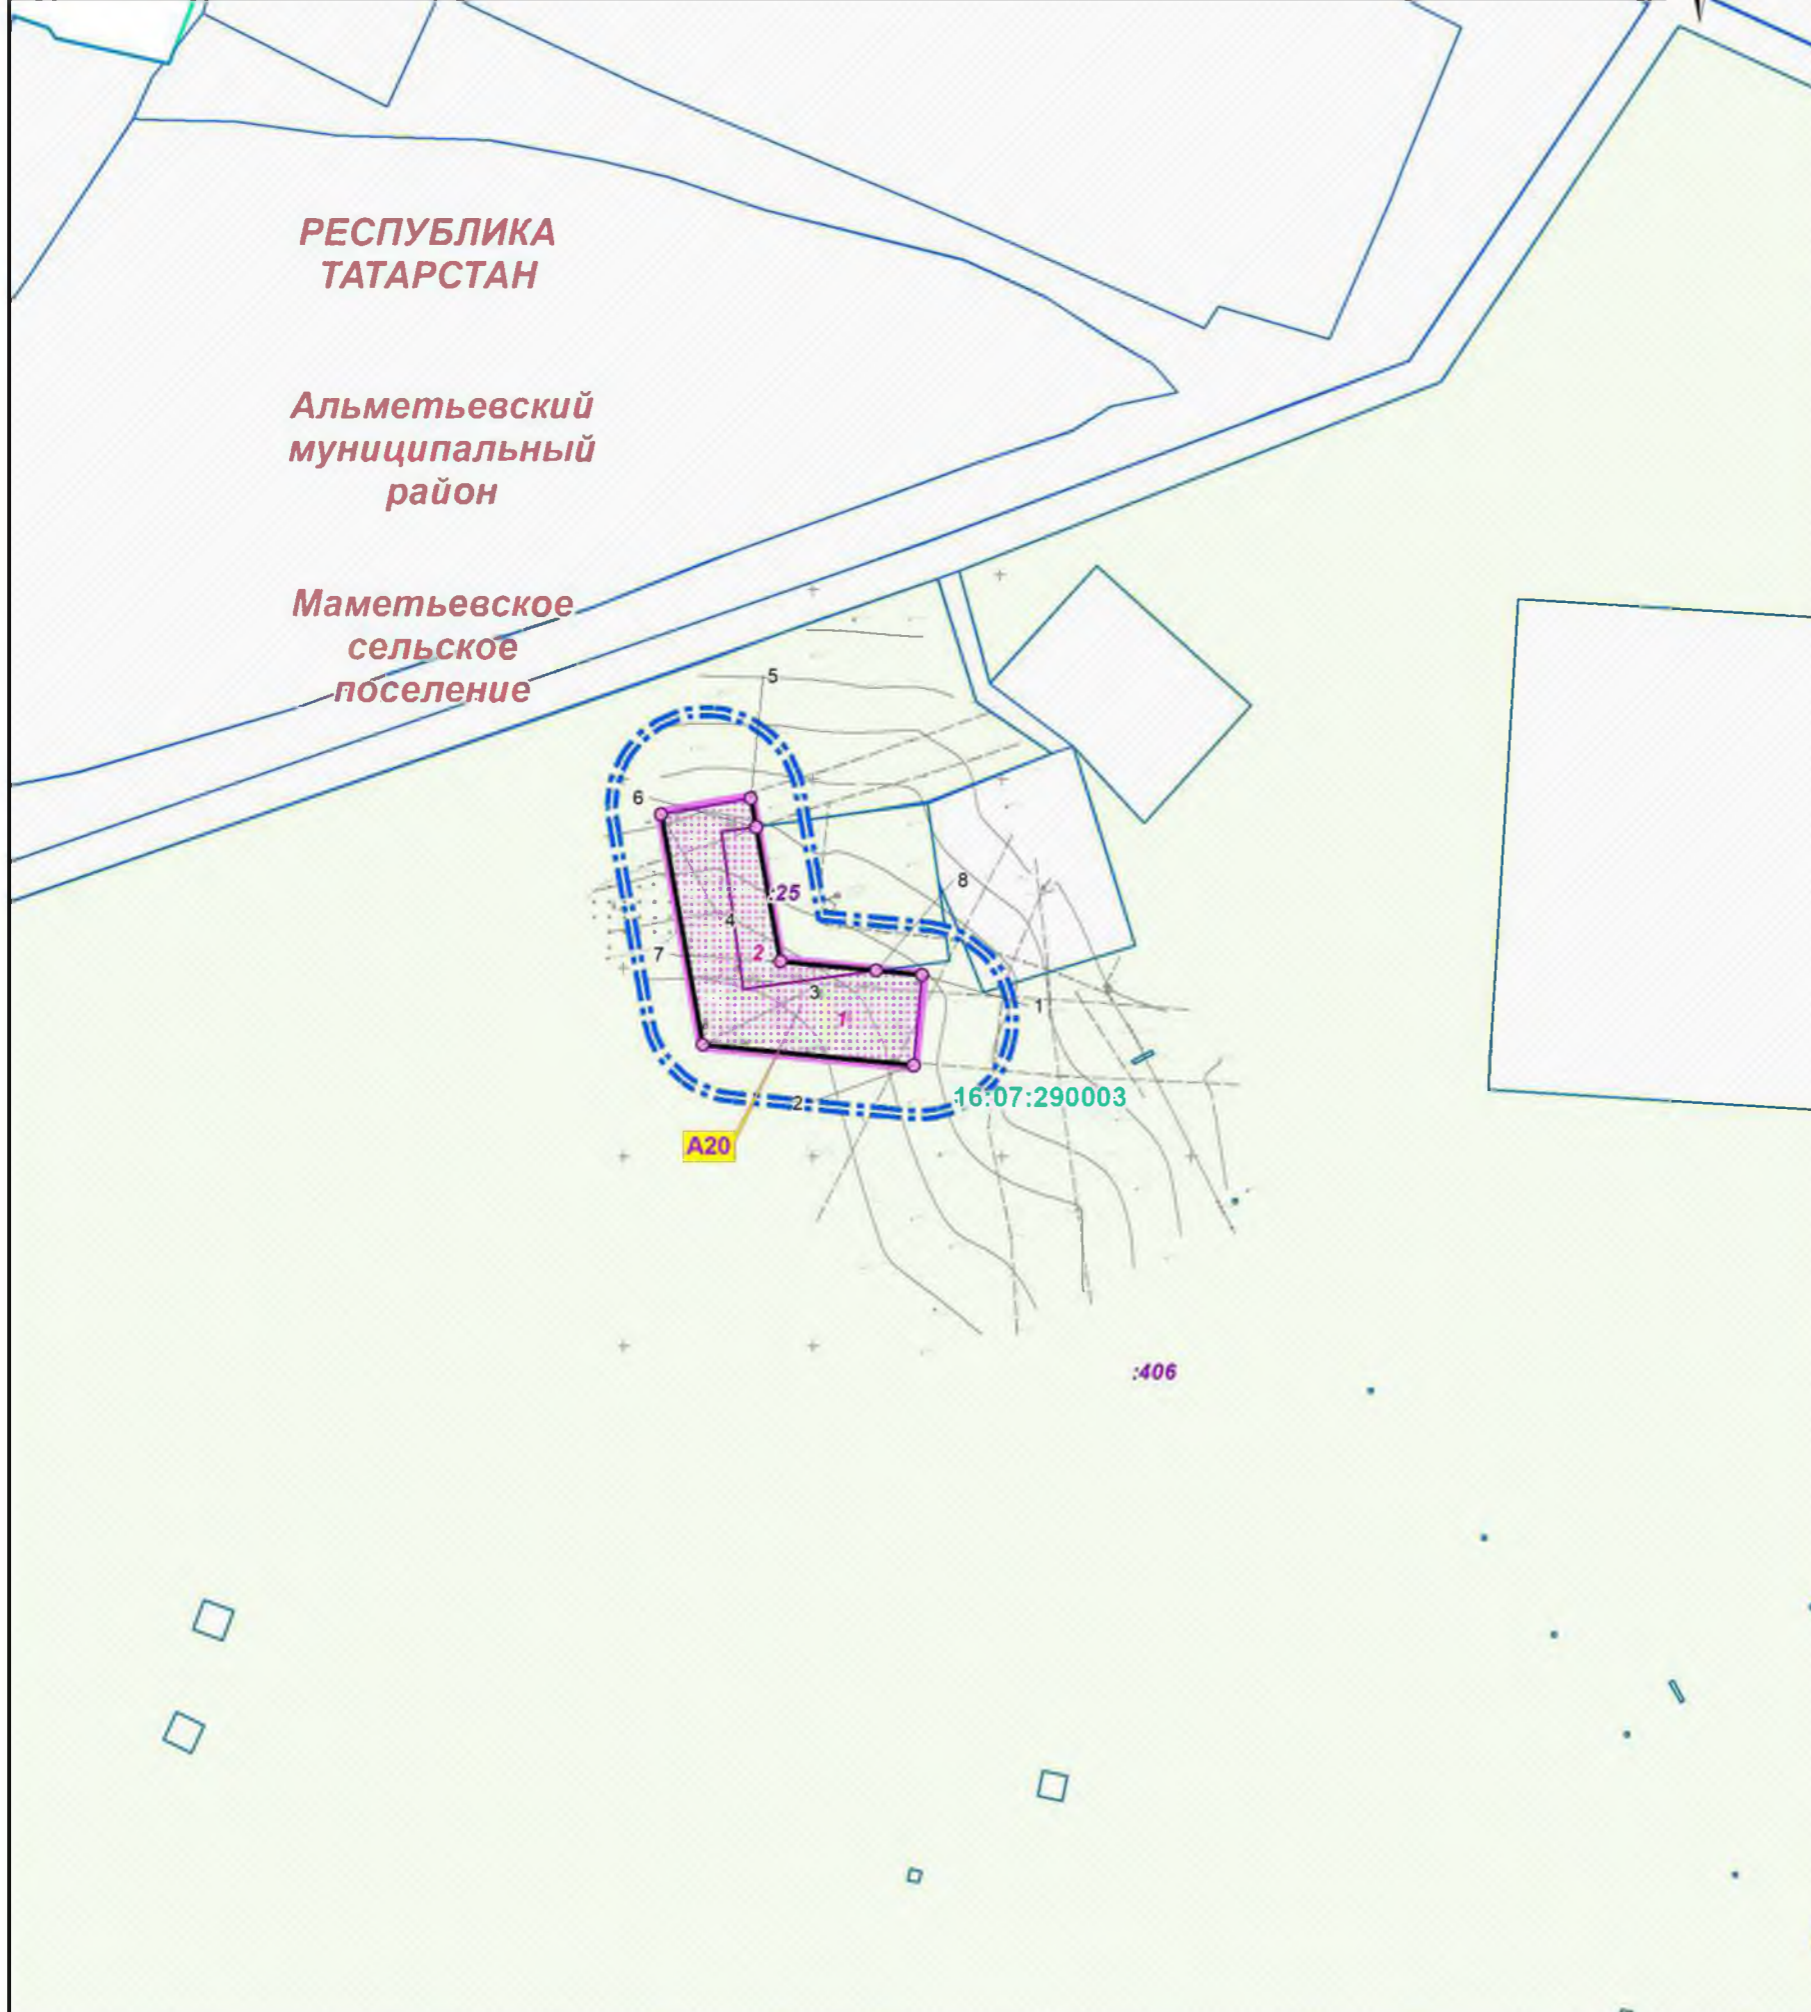 РЕСПУБЛИКА
ТАТАРСТАН
Альметьевский
муниципальный
район
Маметьевское
сельское
поселение
5
6
:25
8
4
7
2
3
1
1
16:07:290003
2
А20
:406